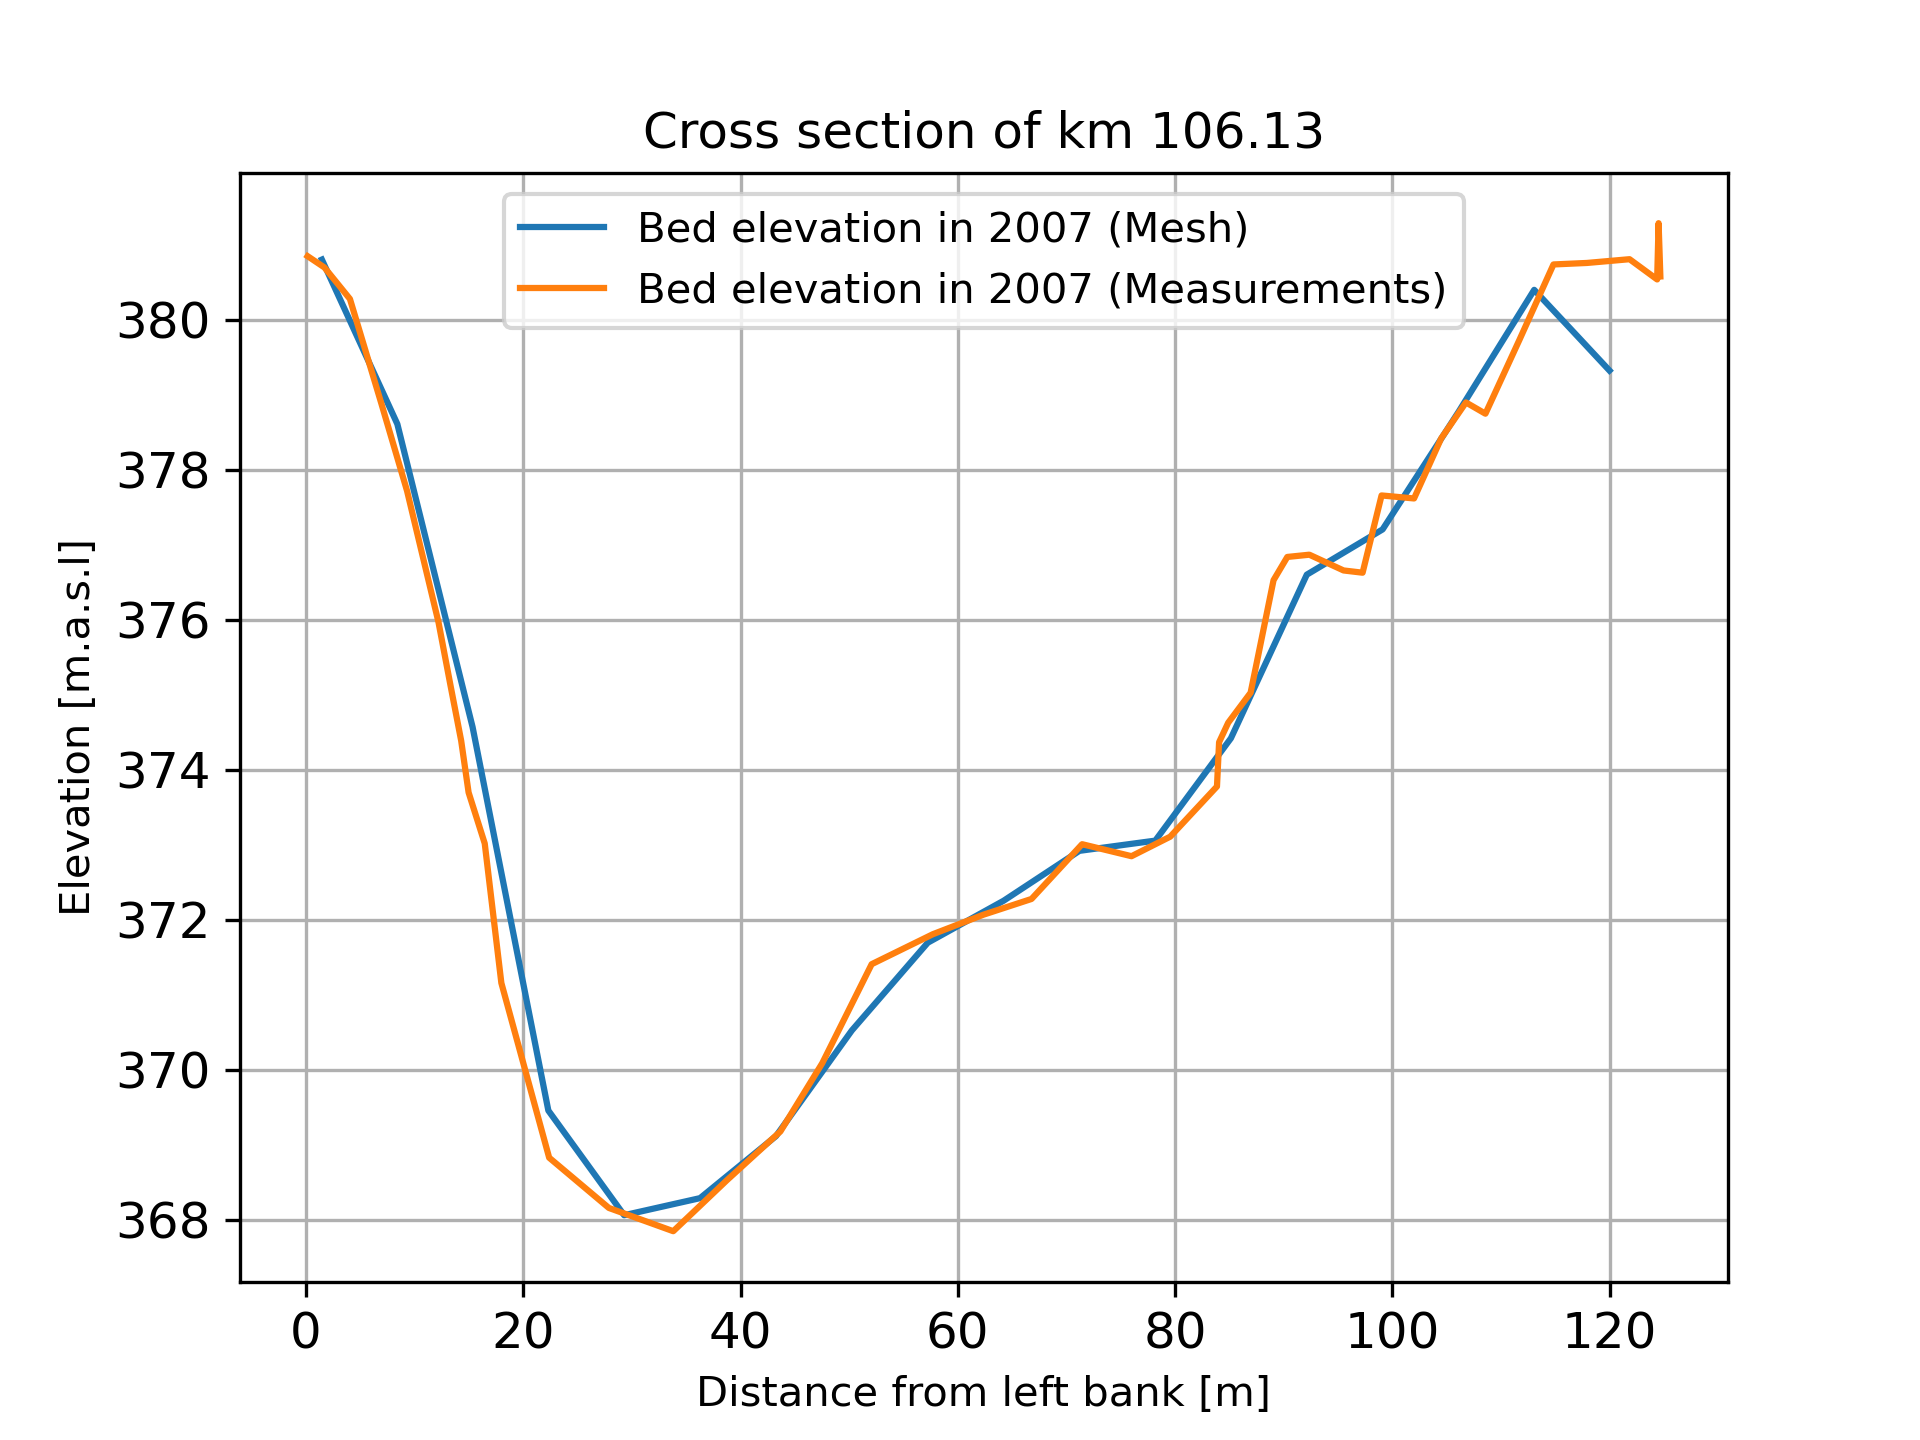 Cross section of km 106.13
Bed elevation in 2007 (Mesh)
Bed elevation in 2007 (Measurements)
380
378
376
374
372
370
368
Elevation [m.a.s.l]
0 20 40 60 80 100 120
Distance from left bank [m]